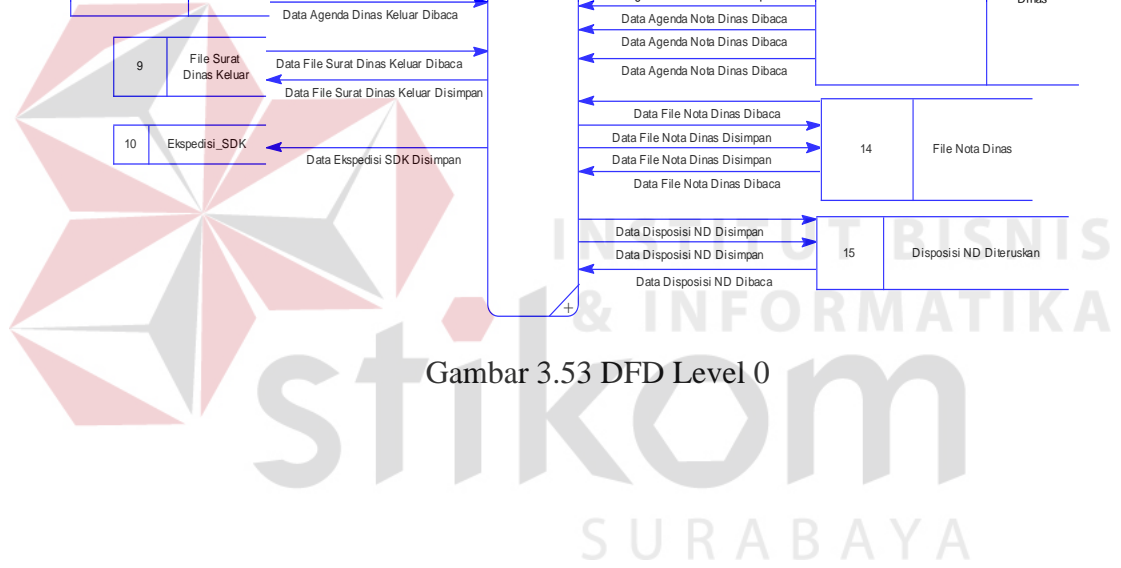 Data Agenda Dinas Keluar Dibaca
9
File Surat
Dinas Keluar
Data File Surat Dinas Keluar Dibaca
Data File Surat Dinas Keluar Disimpan
10
Ekspedisi_SDK
Data Ekspedisi SDK Disimpan
+
Dinas
Data Agenda Nota Dinas Dibaca
Data Agenda Nota Dinas Dibaca
Data Agenda Nota Dinas Dibaca
Data File Nota Dinas Dibaca
Data File Nota Dinas Disimpan
Data File Nota Dinas Disimpan
Data File Nota Dinas Dibaca
14
File Nota Dinas
Data Disposisi ND Disimpan
Data Disposisi ND Disimpan
Data Disposisi ND Dibaca
15
Disposisi ND Diteruskan
INSTITUT BISNIS
& INFORMATIKA
Gambar 3.53 DFD Level 0
stikom
SURABAYA